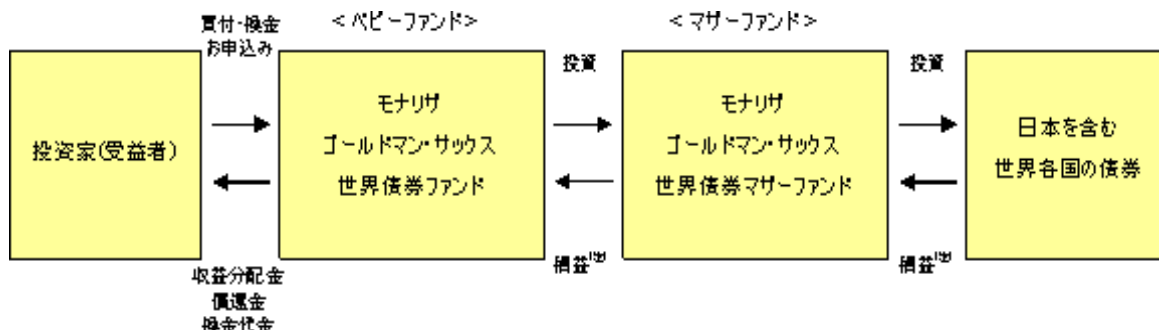 買付・換金
お申込み
<ベビーファンド>
<マザーファンド>
投資
投資
投資家(受益者)
モナリザ
ゴールドマン・サックス
世界債券ファンド
モナリザ
ゴールドマン・サックス
世界債券マザーファンド
日本を含む
世界各国の債券
収益分配金
償還金
換金代金
損益
損益